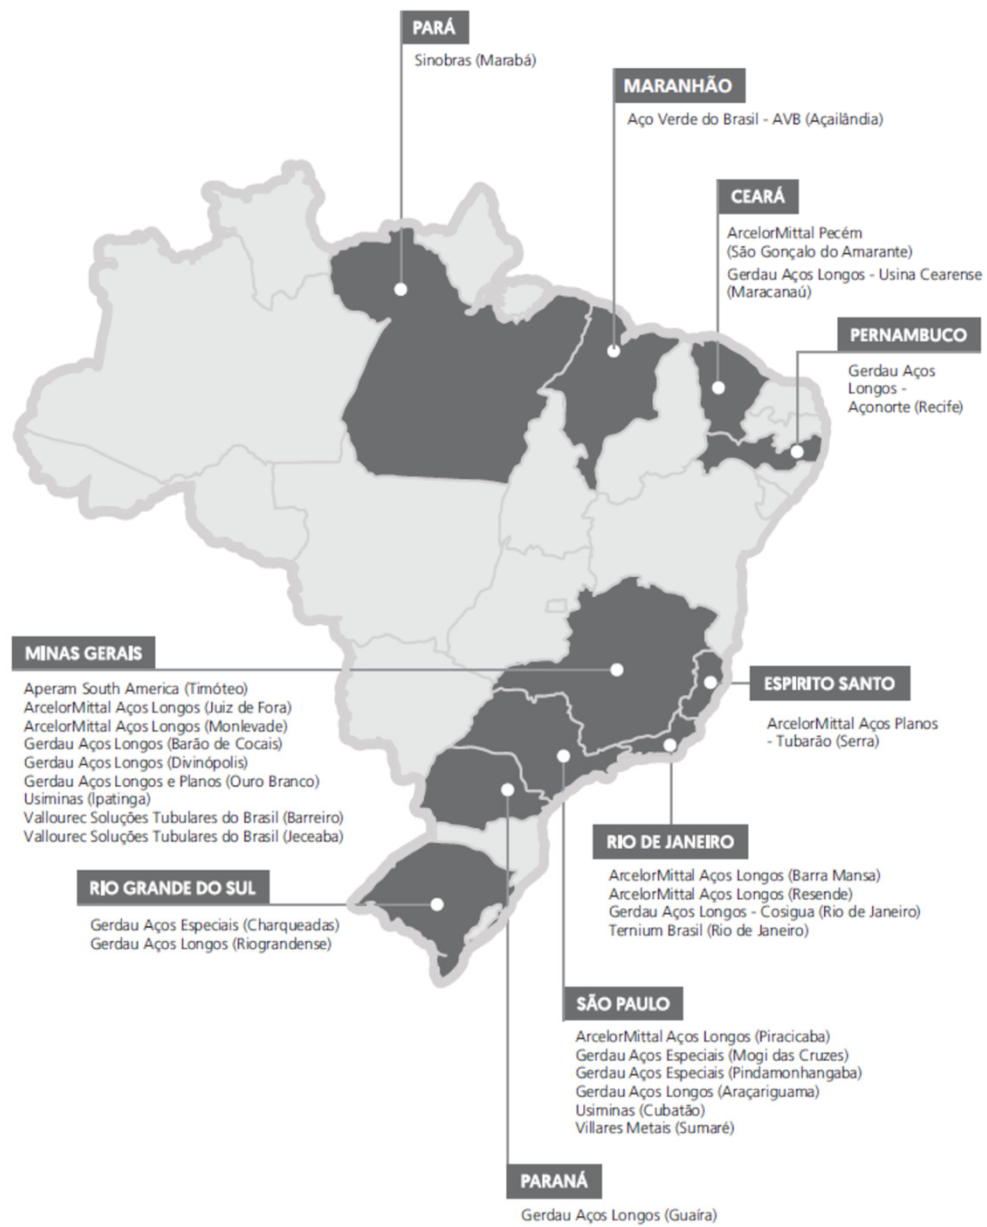 PARÁ
Sinobras (Marabá)
MARANHÃO
Aço Verde do Brasil - AVB (Açailândia)
CEARÁ
ArcelorMittal Pecém
(São Gonçalo do Amarante)
Gerdau Aços Longos - Usina Cearense
(Maracanaú)
PERNAMBUCO
Gerdau Aços
Longos -
Açonorte (Recife)
MINAS GERAIS
Aperam South America (Timóteo)
ArcelorMittal Aços Longos (Juiz de Fora)
ArcelorMittal Aços Longos (Monlevade)
Gerdau Aços Longos (Barão de Cocais)
Gerdau Aços Longos (Divinópolis)
Gerdau Aços Longos e Planos (Ouro Branco)
Usiminas (Ipatinga)
Vallourec Soluções Tubulares do Brasil (Barreiro)
Vallourec Soluções Tubulares do Brasil (Jeceaba)
ESPIRITO SANTO
ArcelorMittal Aços Planos
- Tubarão (Serra)
RIO DE JANEIRO
ArcelorMittal Aços Longos (Barra Mansa)
ArcelorMittal Aços Longos (Resende)
Gerdau Aços Longos - Cosigua (Rio de Janeiro)
Ternium Brasil (Rio de Janeiro)
RIO GRANDE DO SUL
Gerdau Aços Especiais (Charqueadas)
Gerdau Aços Longos (Riograndense)
SÃO PAULO
ArcelorMittal Aços Longos (Piracicaba)
Gerdau Aços Especiais (Mogi das Cruzes)
Gerdau Aços Especiais (Pindamonhangaba)
Gerdau Aços Longos (Araçariguama)
Usiminas (Cubatão)
Villares Metais (Sumaré)
PARANÁ
Gerdau Aços Longos (Guaíra)